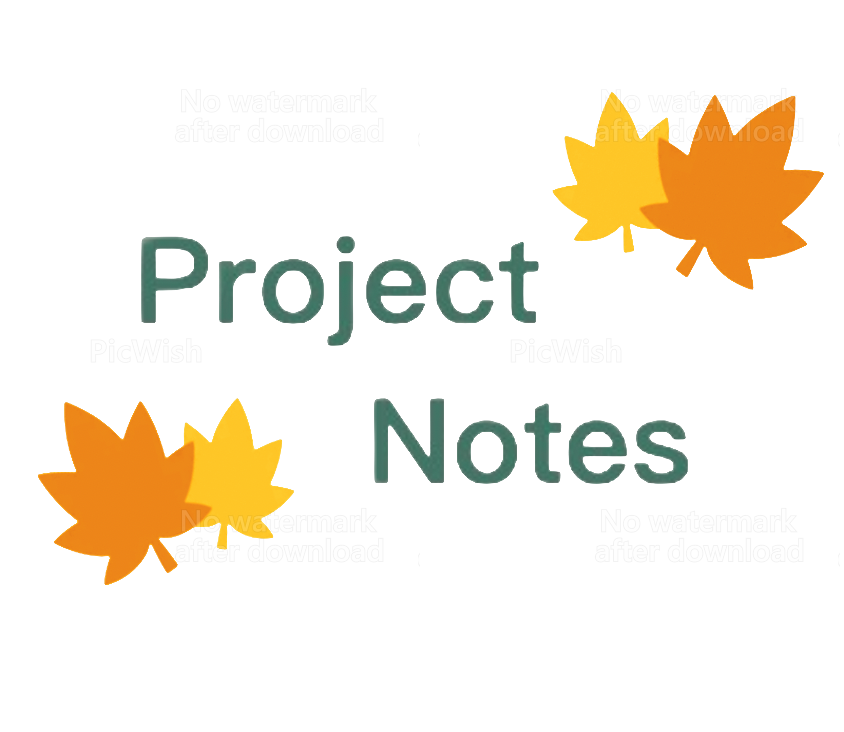 No watermark No watermark
after download after download
Project
PicWish PicWish
Notes
No watermark No watermark
after download after download